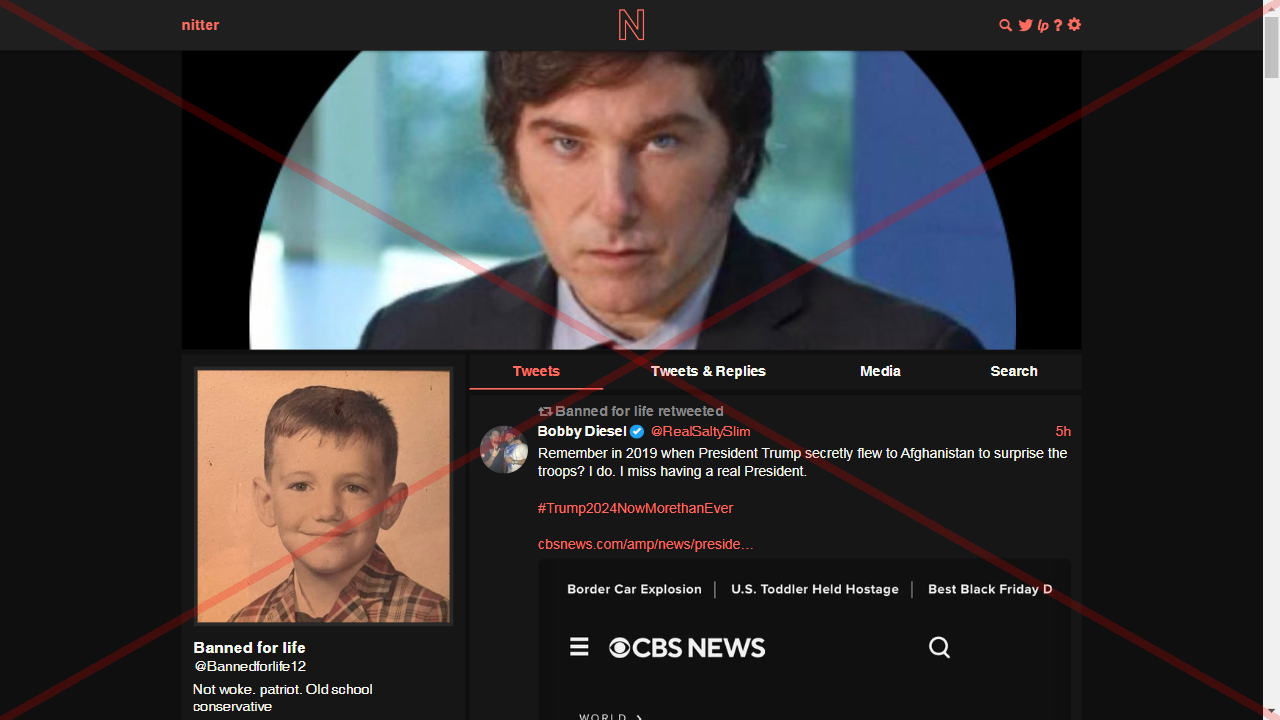 nitter
N
lp ?
Tweets
Tweets & Replies
Media
Search
Banned for life retweeted
Bobby Diesel @RealSaltySlim 5h
Remember in 2019 when President Trump secretly flew to Afghanistan to surprise the
troops? I do. I miss having a real President.
#Trump2024NowMorethanEver
cbsnews.com/amp/news/preside…
Border Car Explosion | U.S. Toddler Held Hostage | Best Black Friday D
CBS NEWS
WORLD
Banned for life
@Bannedforlife12
Not woke. patriot. Old school
conservative